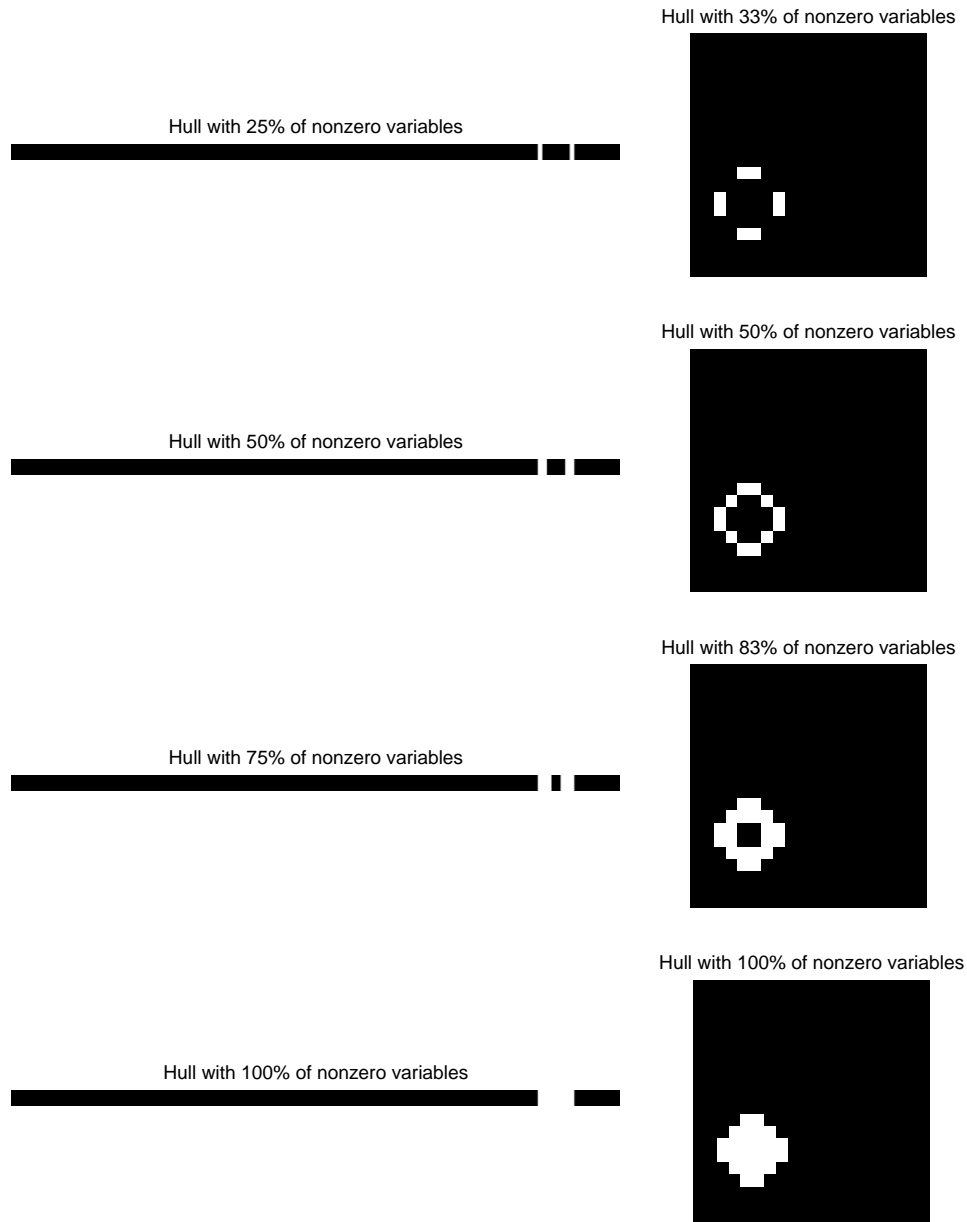 Hull with 33% of nonzero variables
Hull with 25% of nonzero variables
Hull with 50% of nonzero variables
Hull with 50% of nonzero variables
Hull with 83% of nonzero variables
Hull with 75% of nonzero variables
Hull with 100% of nonzero variables
Hull with 100% of nonzero variables